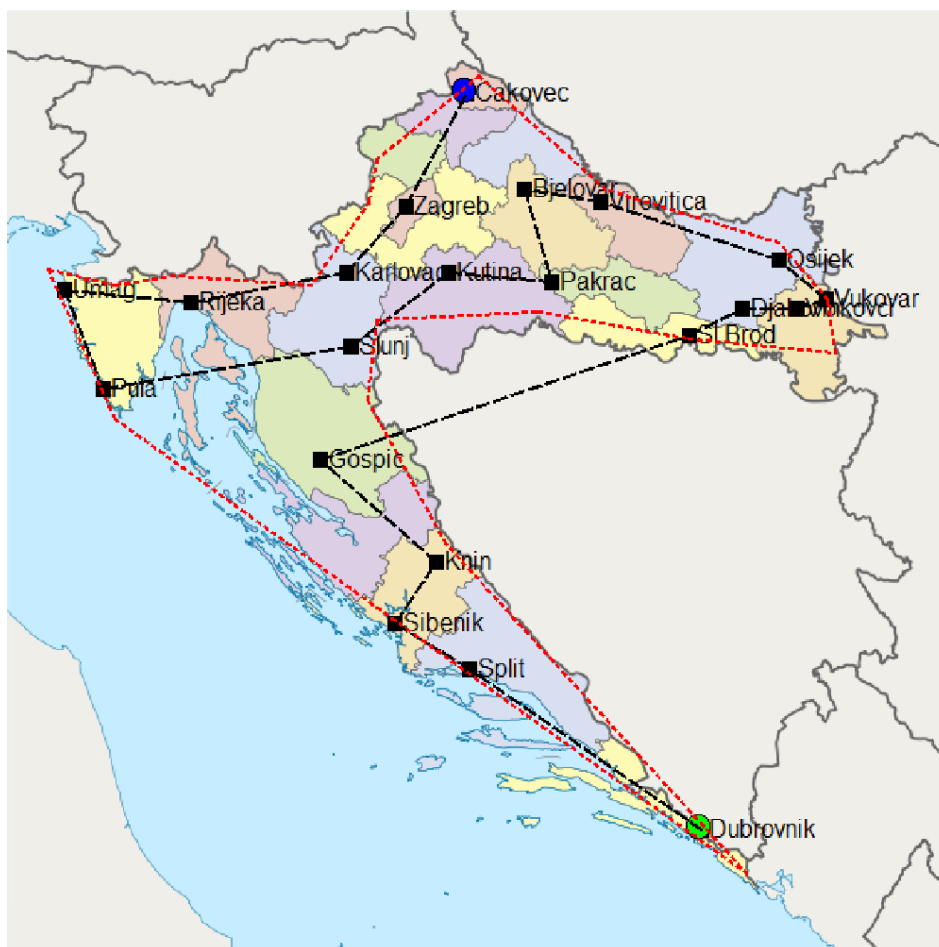 Cakovec
Bjelovar
Virovitica
Zagreb
Osijek
Karlovac
Kutina
Pakrac
Umag
Rijeka
Vukovar
Djakovo
Vinkovci
Sl Brod
Slunj
Pula
Gospic
Knin
Sibenik
Split
Dubrovnik